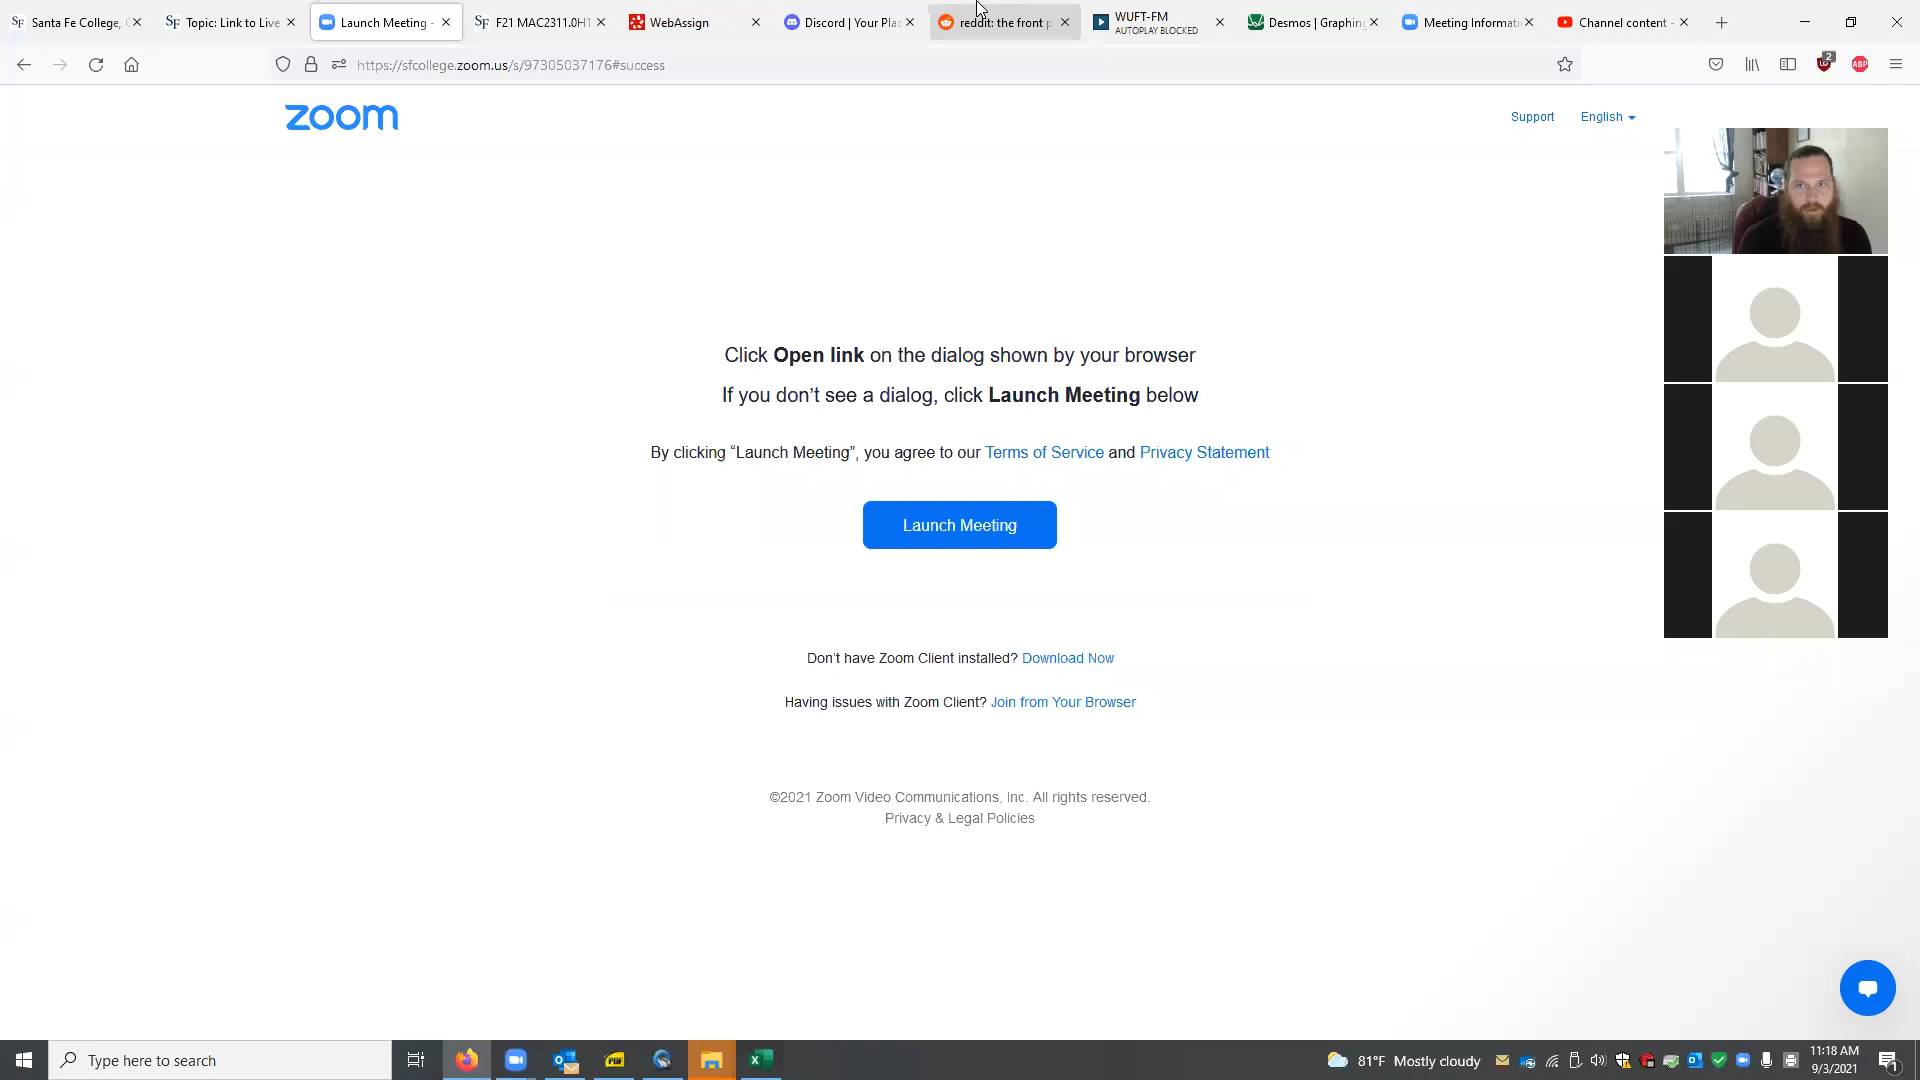 Santa Fe College, C
Topic: Link to Live
Launch Meeting -
F21 MAC2311.0H1
WebAssign
Discord | Your Plac
reddit: the front p
WUFT-FM
AUTOPLAY BLOCKED
Desmos | Graphing
Meeting Informati
Channel content -
https://sfcollege.zoom.us/s/97305037176#success
2
ABP
zoom
Support
English
Click Open link on the dialog shown by your browser
If you don't see a dialog, click Launch Meeting below
By clicking “Launch Meeting”, you agree to our Terms of Service and Privacy Statement
Launch Meeting
Don't have Zoom Client installed? Download Now
Having issues with Zoom Client? Join from Your Browser
©2021 Zoom Video Communications, Inc. All rights reserved.
Privacy & Legal Policies
Type here to search
PDF
81°F Mostly cloudy
11:18 AM
9/3/2021
1